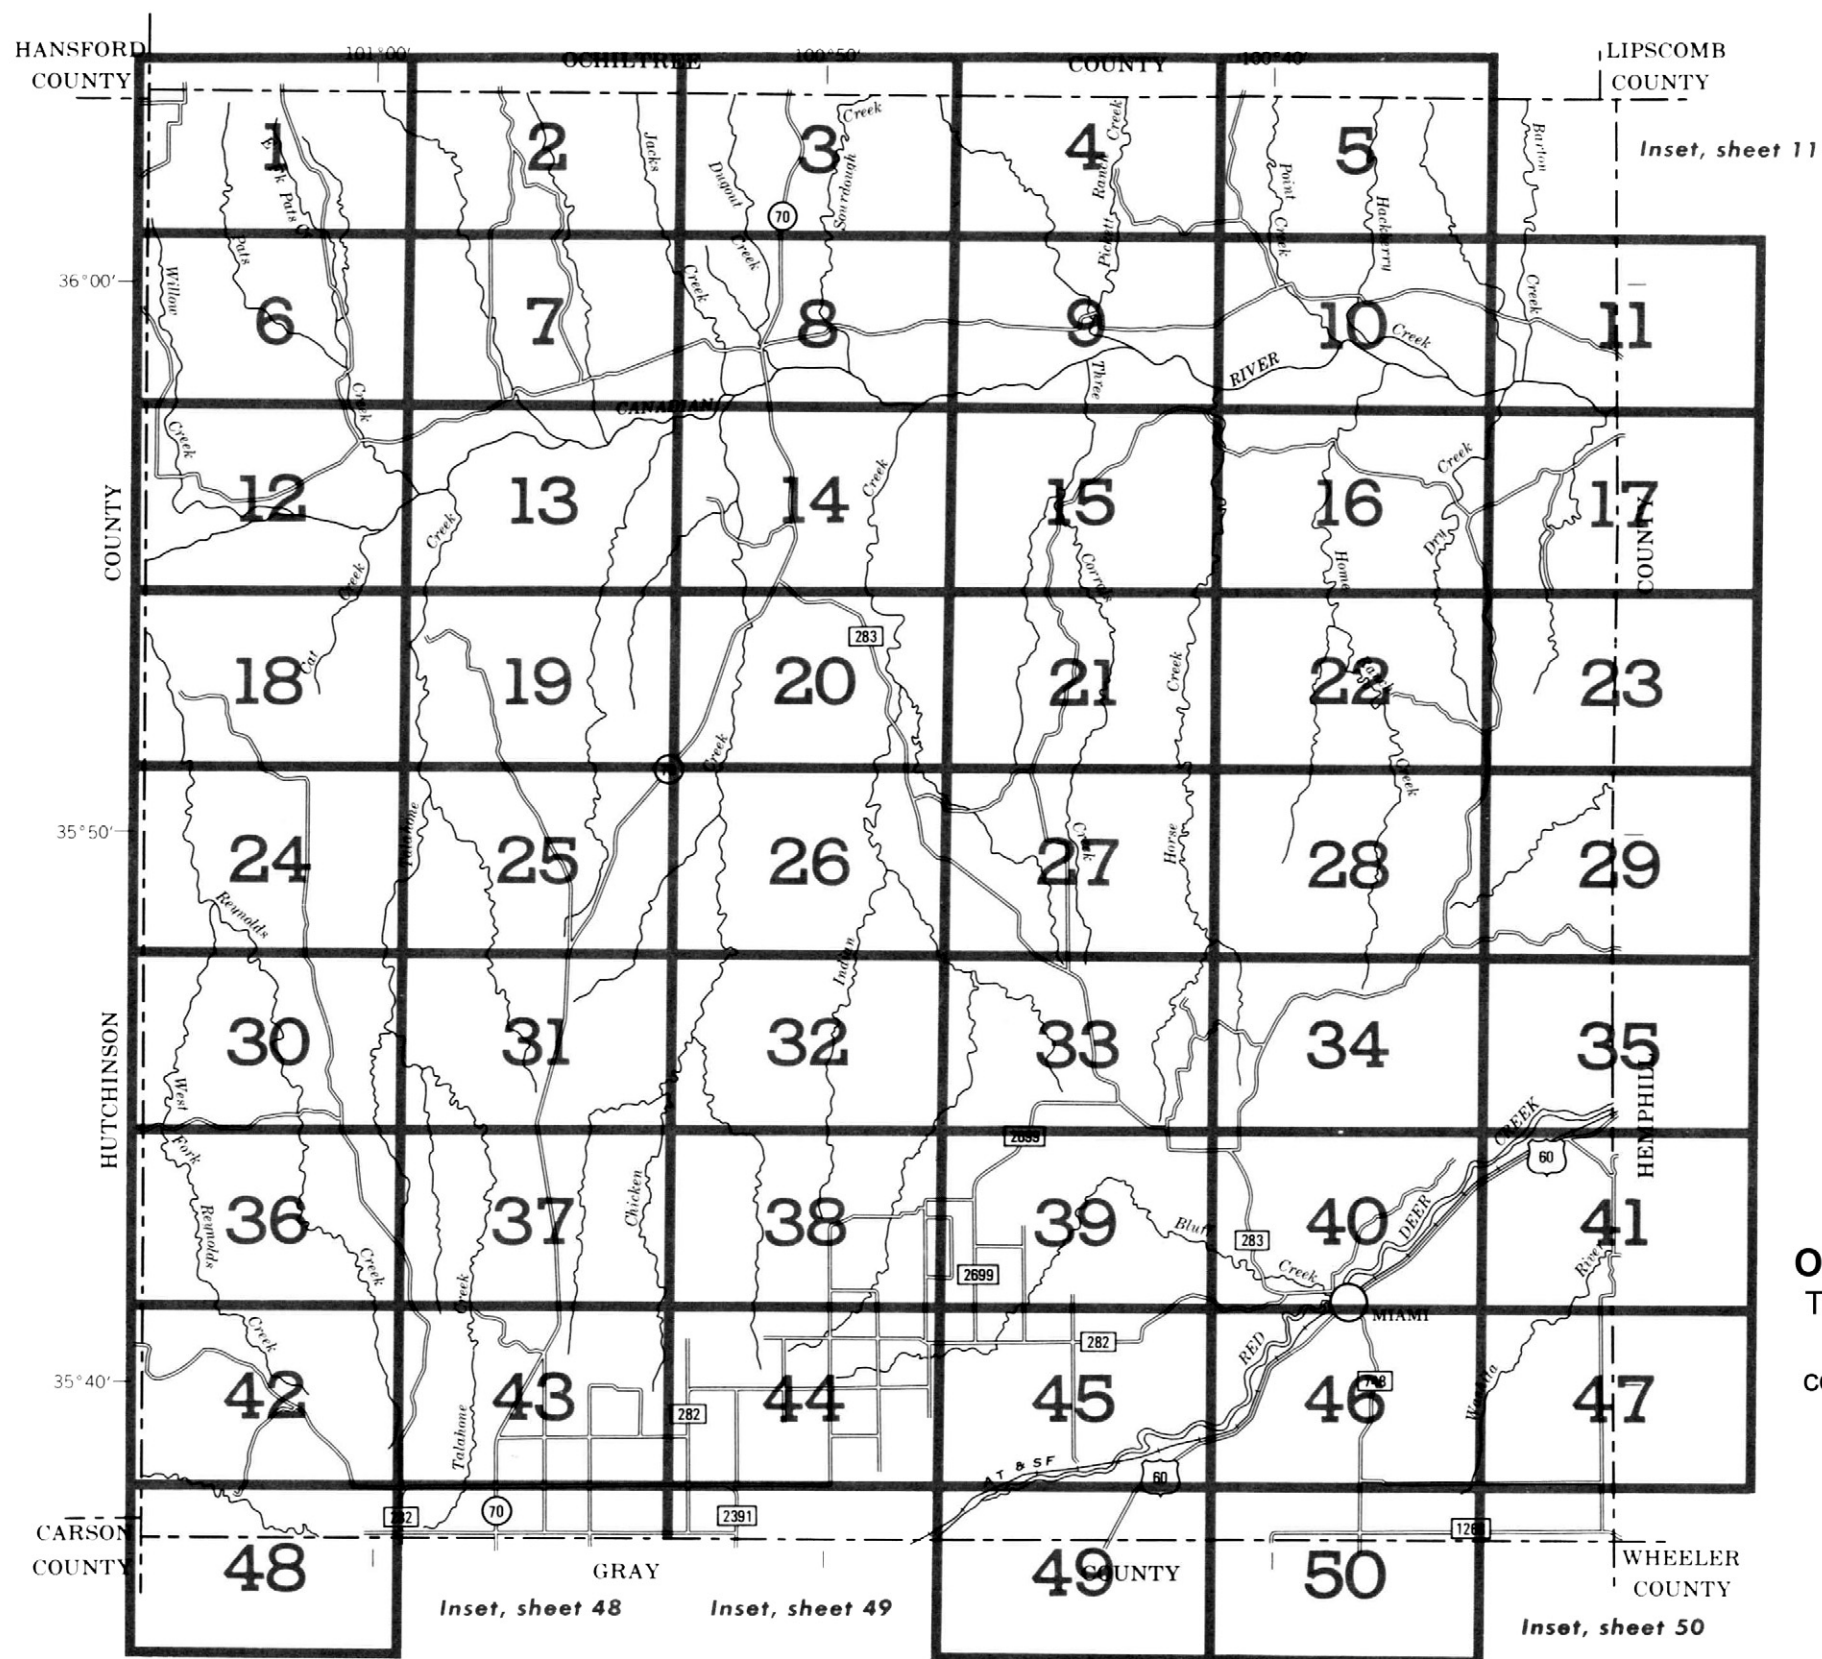 HANSFORD
COUNTY
101°00′
OCHILTREE
100°50′
COUNTY
100°40′
LIPSCOMB
COUNTY
Inset, sheet 11
1
2
3
4
5
Pats Cr
Jacks
Dugout
Creek
Sourdough
Creek
Ranch
Pickett
Point
Creek
Hackberry
Barton
70
36°00′
Willow
Pats
Creek
Creek
6
7
8
9
10
11
Creek
RIVER
Three
CANADIAN
Creek
Creek
12
13
14
15
16
17
COUNTY
COUNTY
Creek
Creek
Creek
Creek
Dry
Home
Corrals
18
19
20
21
22
23
Cat
283
Creek
Creek
Creek
35°50′
24
25
26
27
28
29
Talahone
Creek
Horse
Reynolds
Indian
HUTCHINSON
30
31
32
33
34
35
HEMPHILL
West
Fork
2699
CREEK
60
36
37
38
39
40
41
Reynolds
Creek
Creek
Chicken
Bluff
Creek
283
DEER
River
2699
O
T
MIAMI
Creek
282
RED
35°40′
42
43
44
45
46
47
748
282
Washita
Talahone
A T & S F
60
CARSON
COUNTY
282
70
2391
48
GRAY
49
COUNTY
50
WHEELER
COUNTY
Inset, sheet 48
Inset, sheet 49
Inset, sheet 50